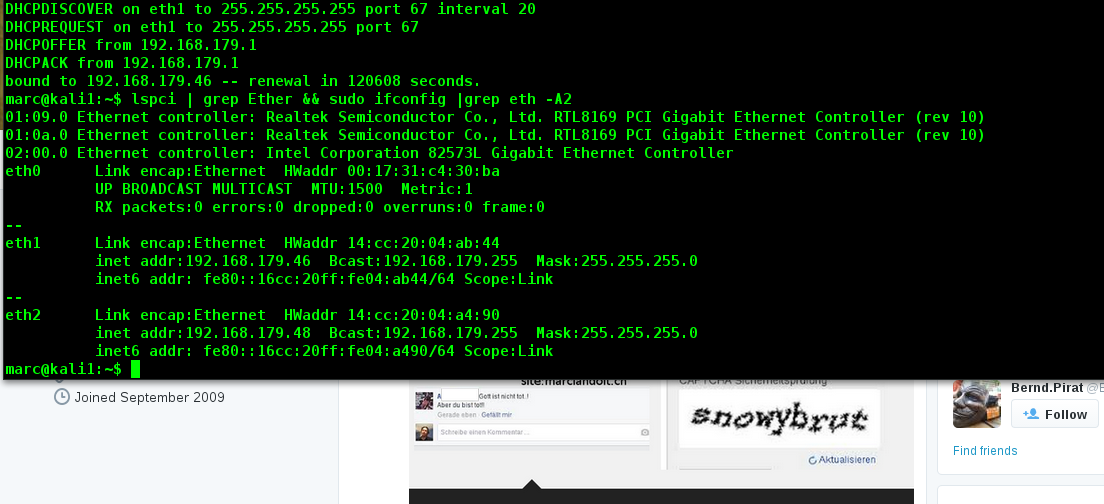 DHCPDISCOVER on eth1 to 255.255.255.255 port 67 interval 20
DHCPREQUEST on eth1 to 255.255.255.255 port 67
DHCPOFFER from 192.168.179.1
DHCPACK from 192.168.179.1
bound to 192.168.179.46 -- renewal in 120608 seconds.
marc@kali1:~$ lspci | grep Ether && sudo ifconfig |grep eth -A2
01:09.0 Ethernet controller: Realtek Semiconductor Co., Ltd. RTL8169 PCI Gigabit Ethernet Controller (rev 10)
01:0a.0 Ethernet controller: Realtek Semiconductor Co., Ltd. RTL8169 PCI Gigabit Ethernet Controller (rev 10)
02:00.0 Ethernet controller: Intel Corporation 82573L Gigabit Ethernet Controller
eth0      Link encap:Ethernet  HWaddr 00:17:31:c4:30:ba
          UP BROADCAST MULTICAST  MTU:1500  Metric:1
          RX packets:0 errors:0 dropped:0 overruns:0 frame:0
--
eth1      Link encap:Ethernet  HWaddr 14:cc:20:04:ab:44
          inet addr:192.168.179.46  Bcast:192.168.179.255  Mask:255.255.255.0
          inet6 addr: fe80::16cc:20ff:fe04:ab44/64 Scope:Link
--
eth2      Link encap:Ethernet  HWaddr 14:cc:20:04:a4:90
          inet addr:192.168.179.48  Bcast:192.168.179.255  Mask:255.255.255.0
          inet6 addr: fe80::16cc:20ff:fe04:a490/64 Scope:Link
marc@kali1:~$
Joined September 2009
site:marciandolt.ch
A Gott ist nicht tot..!
Aber du bist tot!
Gerade eben · Gefällt mir
Schreibe einen Kommentar ...
CAPTCHA Sicherheitsprüfung
snowybrut
Aktualisieren
Bernd.Pirat
Follow
Find friends